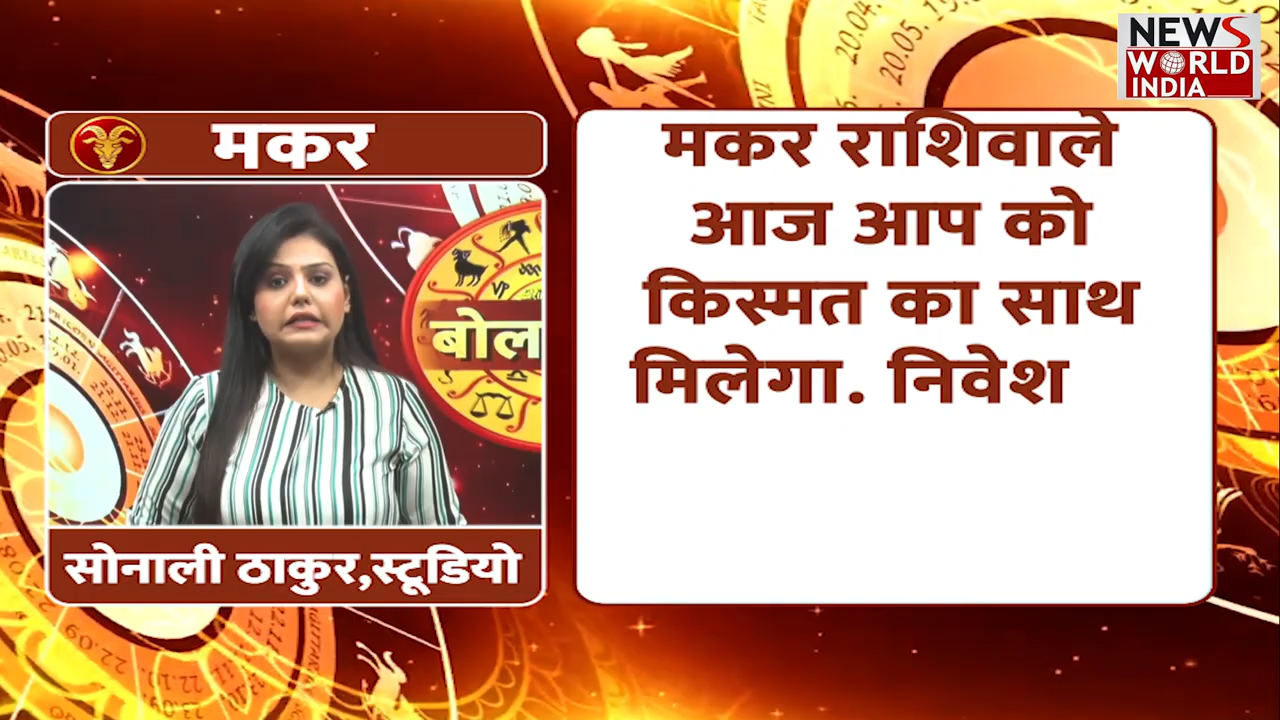 NEWS
WORLD
INDIA
मकर
मकर राशिवाले
आज आप को
किस्मत का साथ
मिलेगा. निवेश
बोल
सोनाली ठाकुर,स्टूडियो